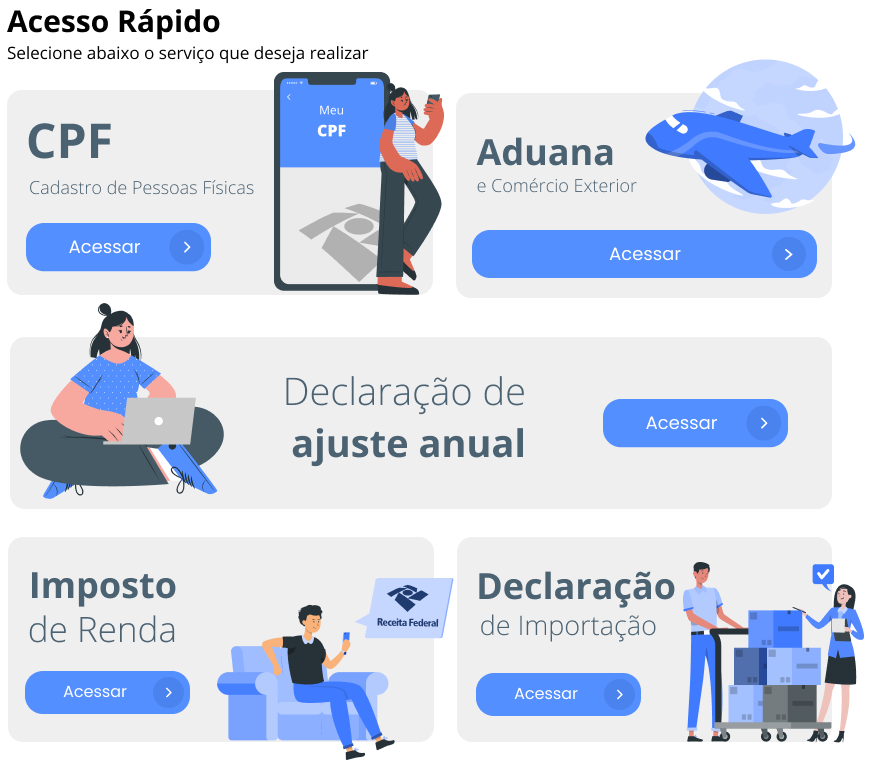 Acesso Rápido
Selecione abaixo o serviço que deseja realizar
CPF
Cadastro de Pessoas Físicas
Acessar
Meu
CPF
Aduana
e Comércio Exterior
Acessar
Declaração de
ajuste anual
Acessar
Imposto
de Renda
Acessar
Receita Federal
Declaração
de Importação
Acessar